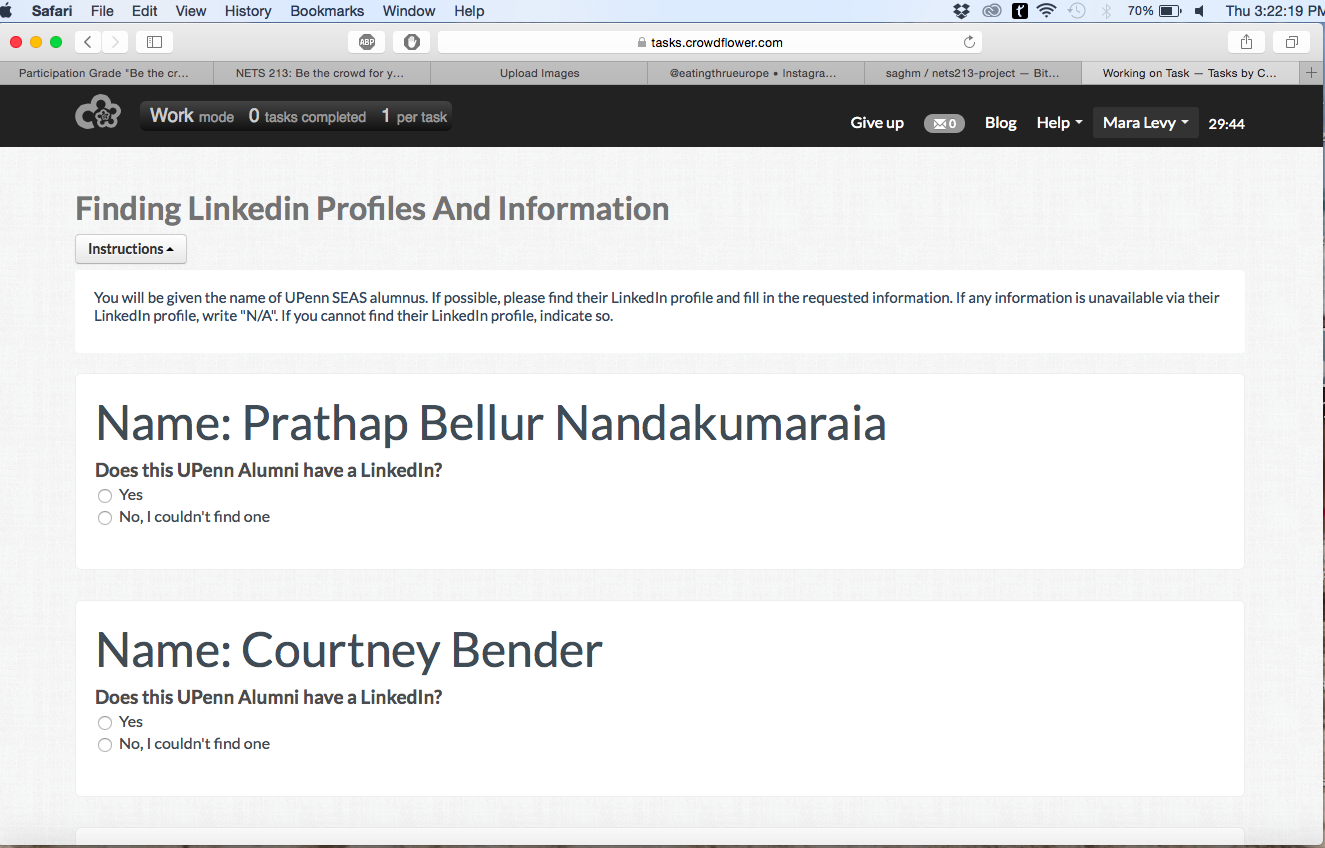 Safari File Edit View History Bookmarks Window Help 70% Thu 3:22:19 PM
ABP tasks.crowdflower.com
Participation Grade "Be the cr... NETS 213: Be the crowd for y... Upload Images @eatingthrueurope • Instagra... saghm / nets213-project — Bit... Working on Task — Tasks by C...
Work mode 0 tasks completed 1 per task Give up 0 Blog Help Mara Levy 29:44
Finding Linkedin Profiles And Information
Instructions
You will be given the name of UPenn SEAS alumnus. If possible, please find their LinkedIn profile and fill in the requested information. If any information is unavailable via their
LinkedIn profile, write "N/A". If you cannot find their LinkedIn profile, indicate so.
Name: Prathap Bellur Nandakumaraia
Does this UPenn Alumni have a LinkedIn?
Yes
No, I couldn't find one
Name: Courtney Bender
Does this UPenn Alumni have a LinkedIn?
Yes
No, I couldn't find one